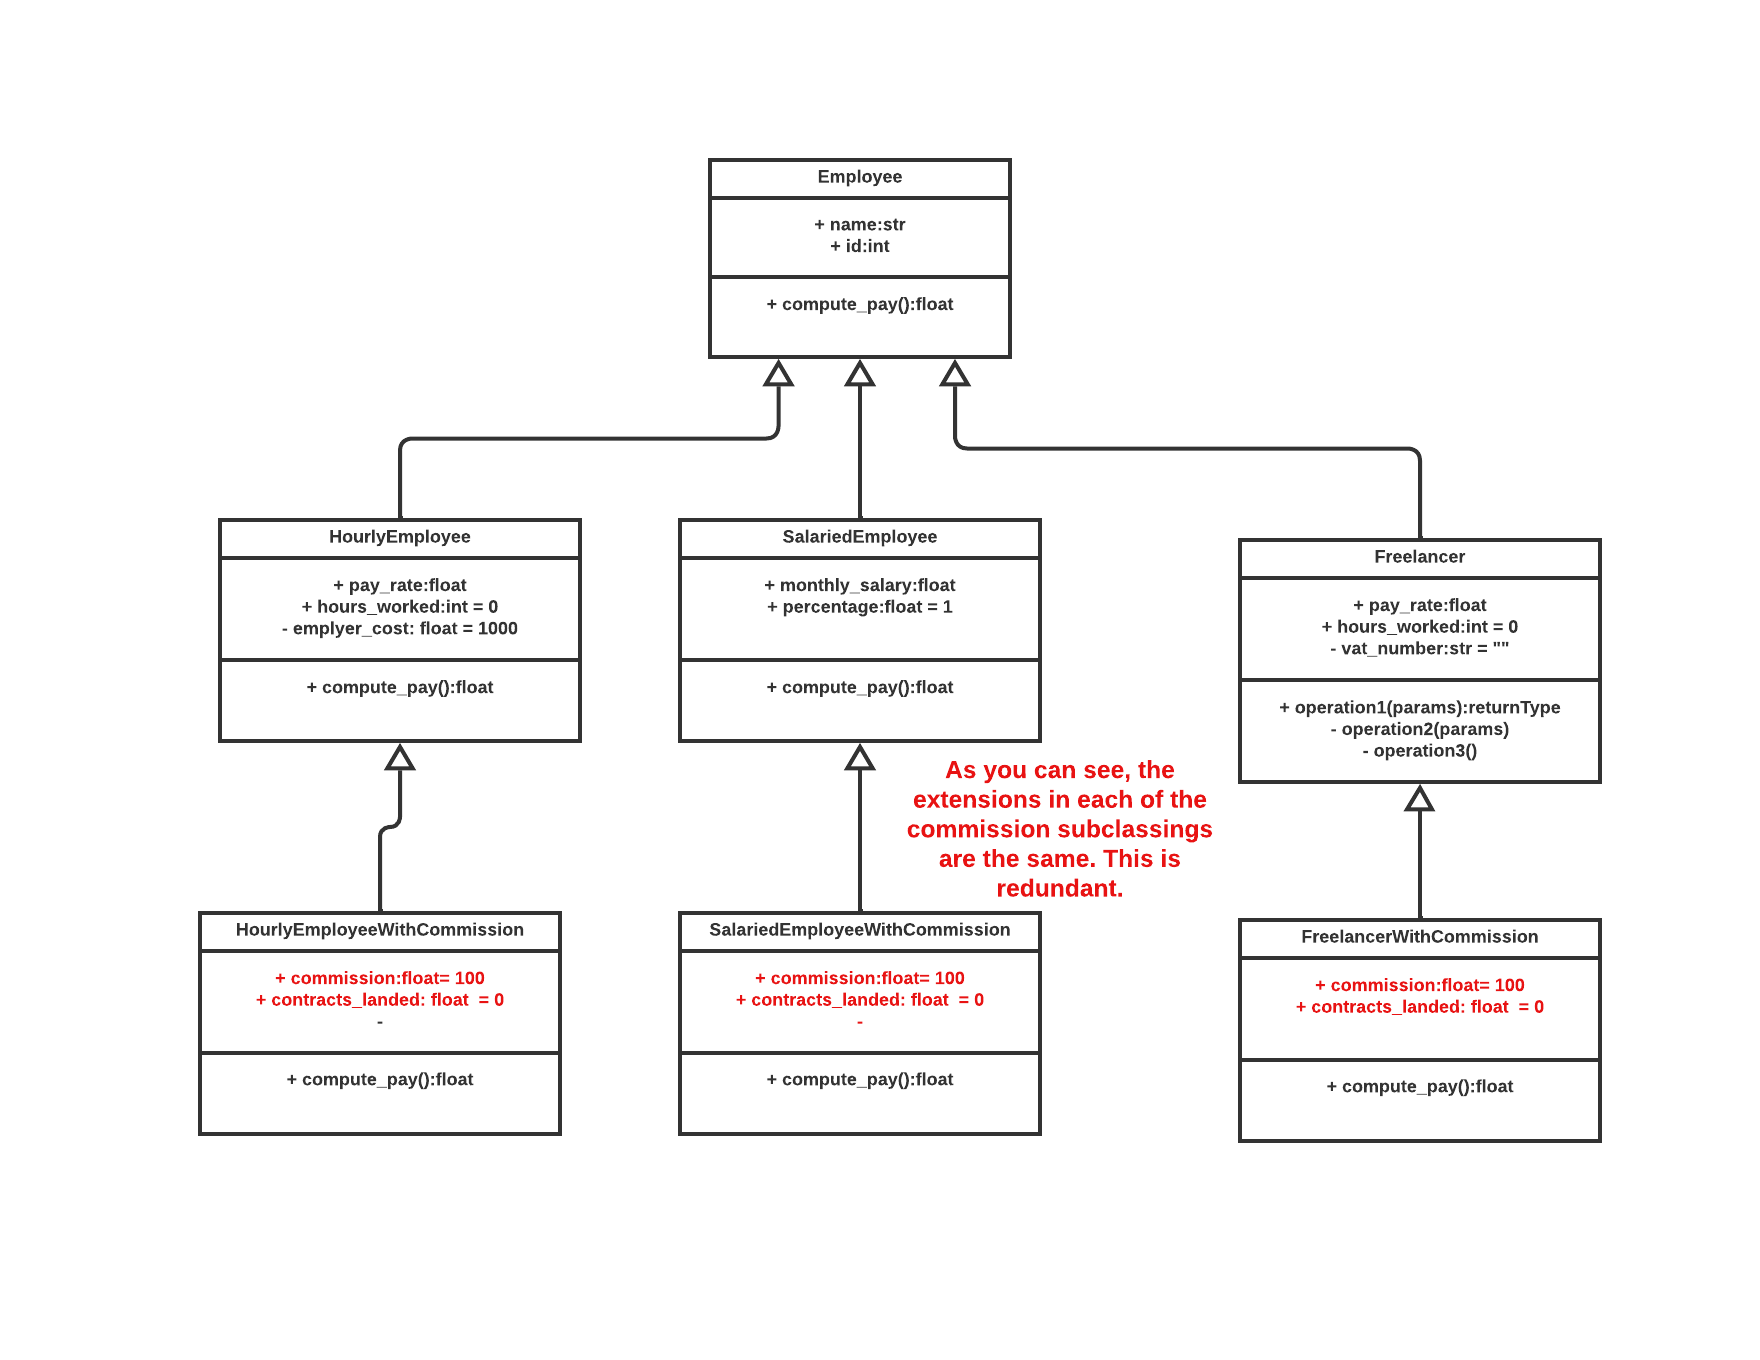 Employee
+ name:str
+ id:int
+ compute_pay():float
HourlyEmployee
+ pay_rate:float
+ hours_worked:int = 0
- emplyer_cost: float = 1000
+ compute_pay():float
SalariedEmployee
+ monthly_salary:float
+ percentage:float = 1
+ compute_pay():float
Freelancer
+ pay_rate:float
+ hours_worked:int = 0
- vat_number:str = ""
+ operation1(params):returnType
- operation2(params)
- operation3()
As you can see, the
extensions in each of the
commission subclassings
are the same. This is
redundant.
HourlyEmployeeWithCommission
+ commission:float= 100
+ contracts_landed: float  = 0
-
+ compute_pay():float
SalariedEmployeeWithCommission
+ commission:float= 100
+ contracts_landed: float  = 0
-
+ compute_pay():float
FreelancerWithCommission
+ commission:float= 100
+ contracts_landed: float  = 0
+ compute_pay():float